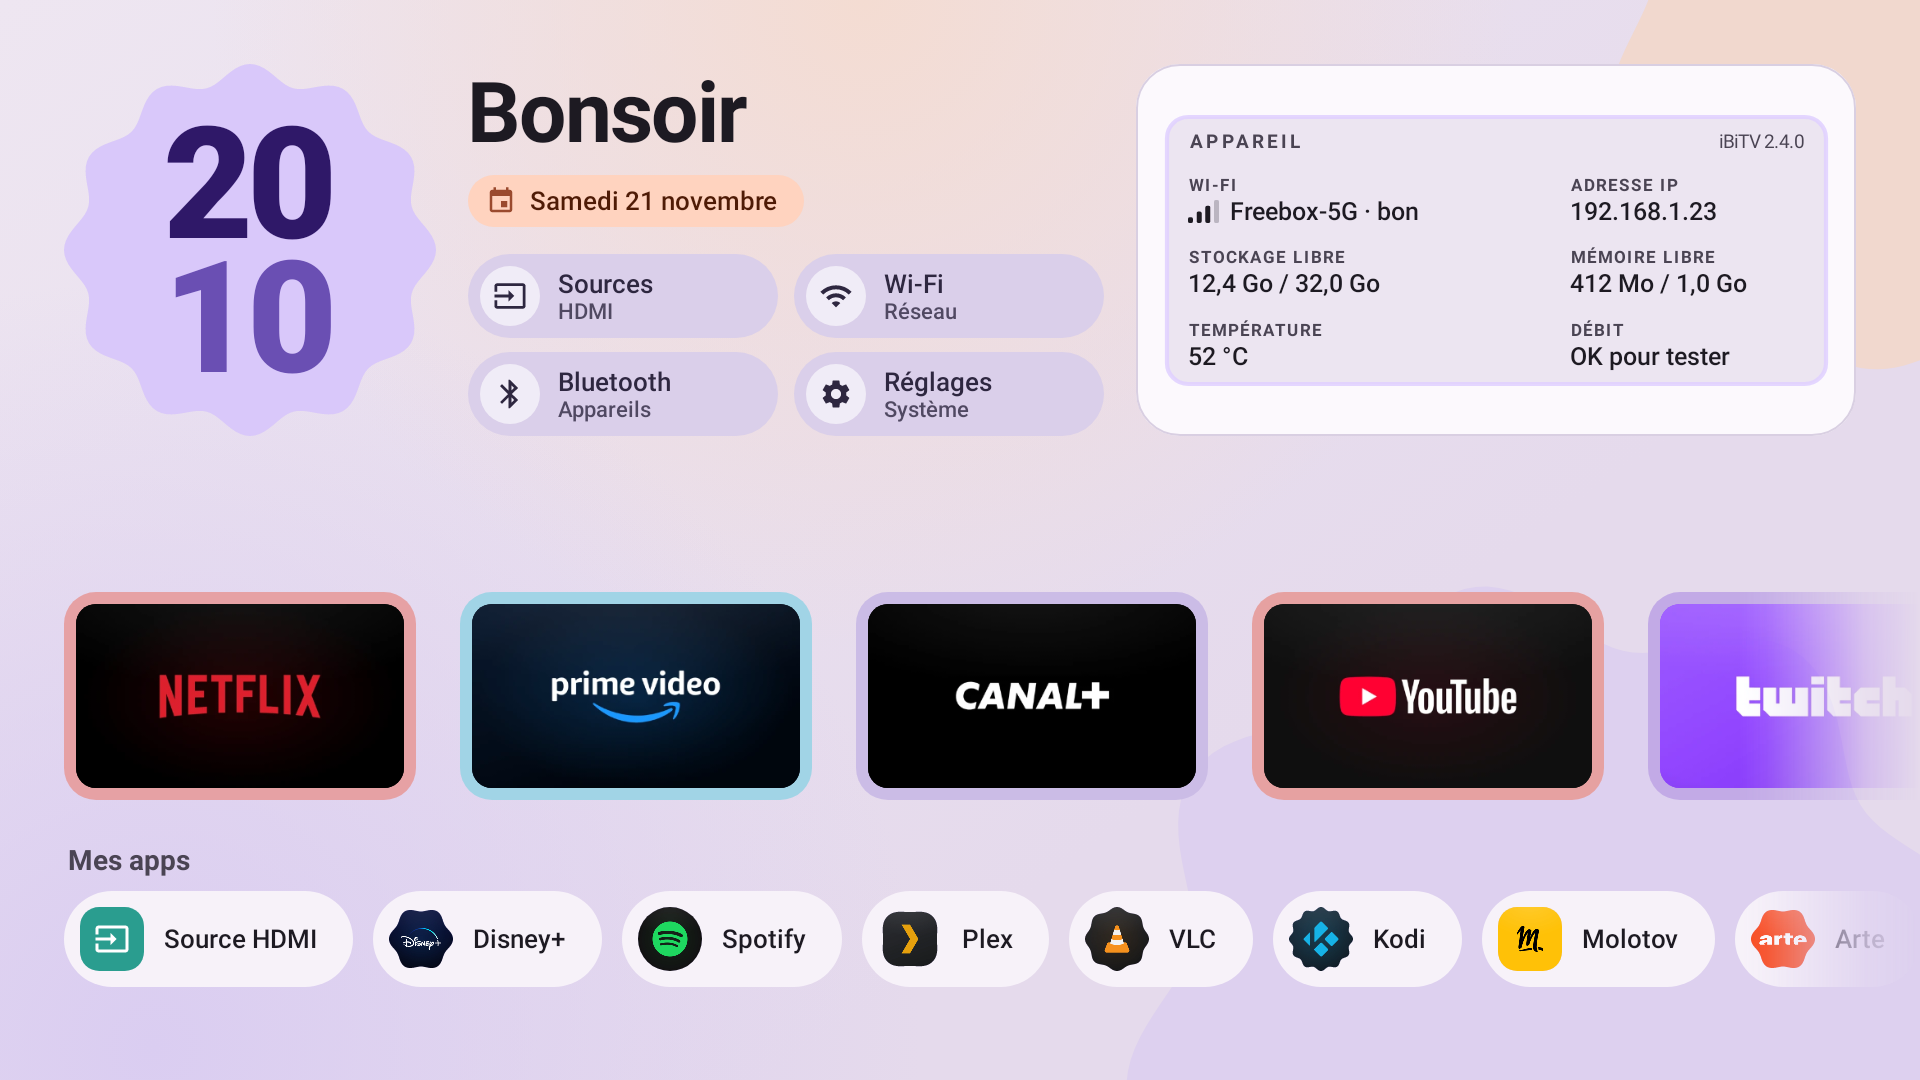 20
10
Bonsoir
Samedi 21 novembre
Sources
HDMI
Wi-Fi
Réseau
Bluetooth
Appareils
Réglages
Système
APPAREIL
iBiTV 2.4.0
WI-FI
Freebox-5G · bon
ADRESSE IP
192.168.1.23
STOCKAGE LIBRE
12,4 Go / 32,0 Go
MÉMOIRE LIBRE
412 Mo / 1,0 Go
TEMPÉRATURE
52 °C
DÉBIT
OK pour tester
NETFLIX
prime video
CANAL+
YouTube
twitch
Mes apps
Source HDMI
Disney+
Disney+
Spotify
Plex
VLC
Kodi
M.
Molotov
arte
Arte